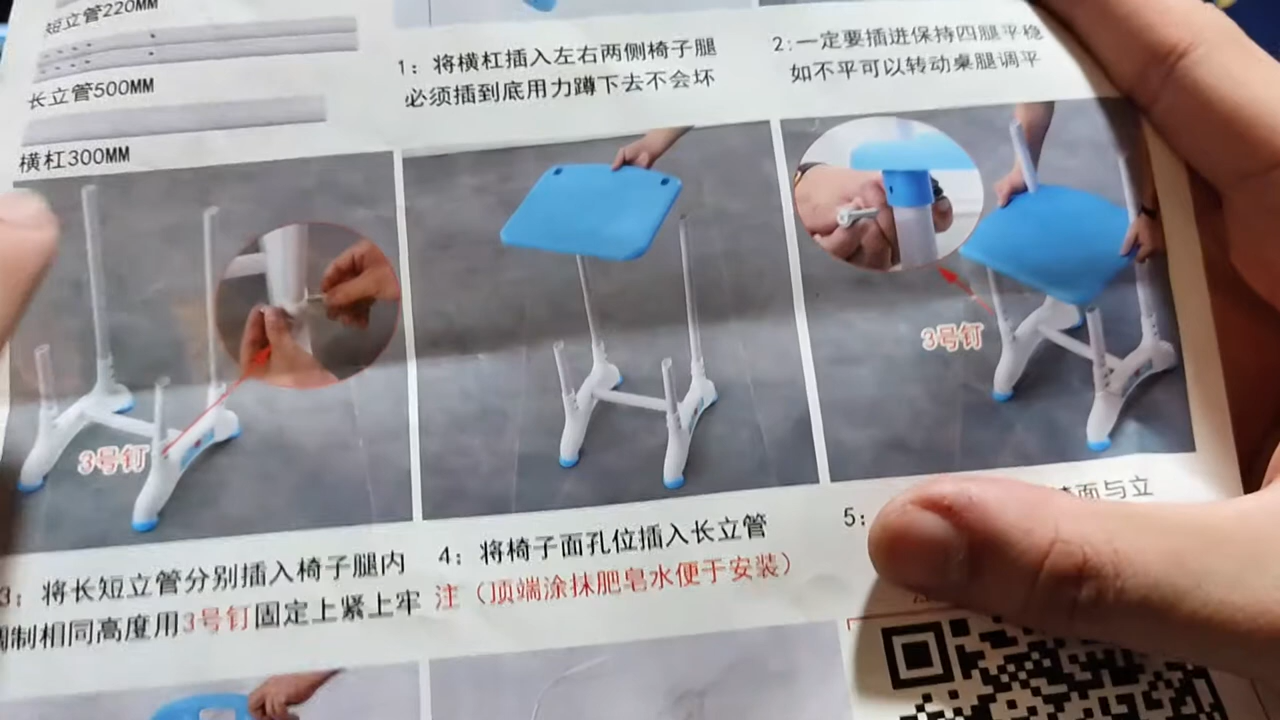 短立管220MM
长立管500MM
横杠300MM
1：将横杠插入左右两侧椅子腿
必须插到底用力蹲下去不会坏
2：一定要插进保持四腿平稳
如不平可以转动桌腿调平
3号钉
3号钉
3：将长短立管分别插入椅子腿内
制相同高度用3号钉固定上紧上牢
4：将椅子面孔位插入长立管
注（顶端涂抹肥皂水便于安装）
5：
面与立